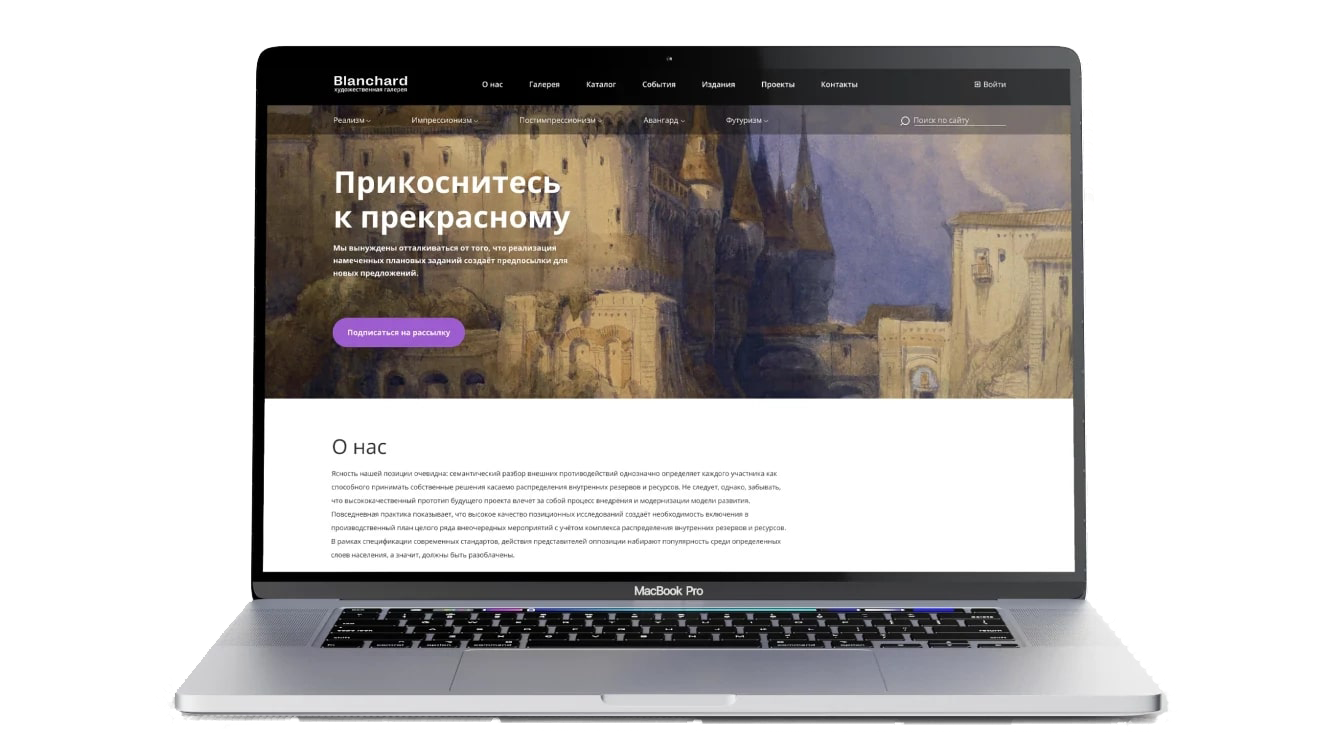 Blanchard
художественная галерея
О нас Галерея Каталог События Издания Проекты Контакты Войти
Реализм Импрессионизм Постимпрессионизм Авангард Футуризм Поиск по сайту
Прикоснитесь
к прекрасному
Мы вынуждены отталкиваться от того, что реализация
намеченных плановых заданий создаёт предпосылки для
новых предложений.
Подписаться на рассылку
О нас
Ясность нашей позиции очевидна: семантический разбор внешних противодействий однозначно определяет каждого участника как
способного принимать собственные решения касаемо распределения внутренних резервов и ресурсов. Не следует, однако, забывать,
что высококачественный прототип будущего проекта влечет за собой процесс внедрения и модернизации модели развития.
Повседневная практика показывает, что высокое качество позиционных исследований создаёт необходимость включения в
производственный план целого ряда внеочередных мероприятий с учётом комплекса распределения внутренних резервов и ресурсов.
В рамках спецификации современных стандартов, действия представителей оппозиции набирают популярность среди определенных
слоев населения, а значит, должны быть разоблачены.
MacBook Pro